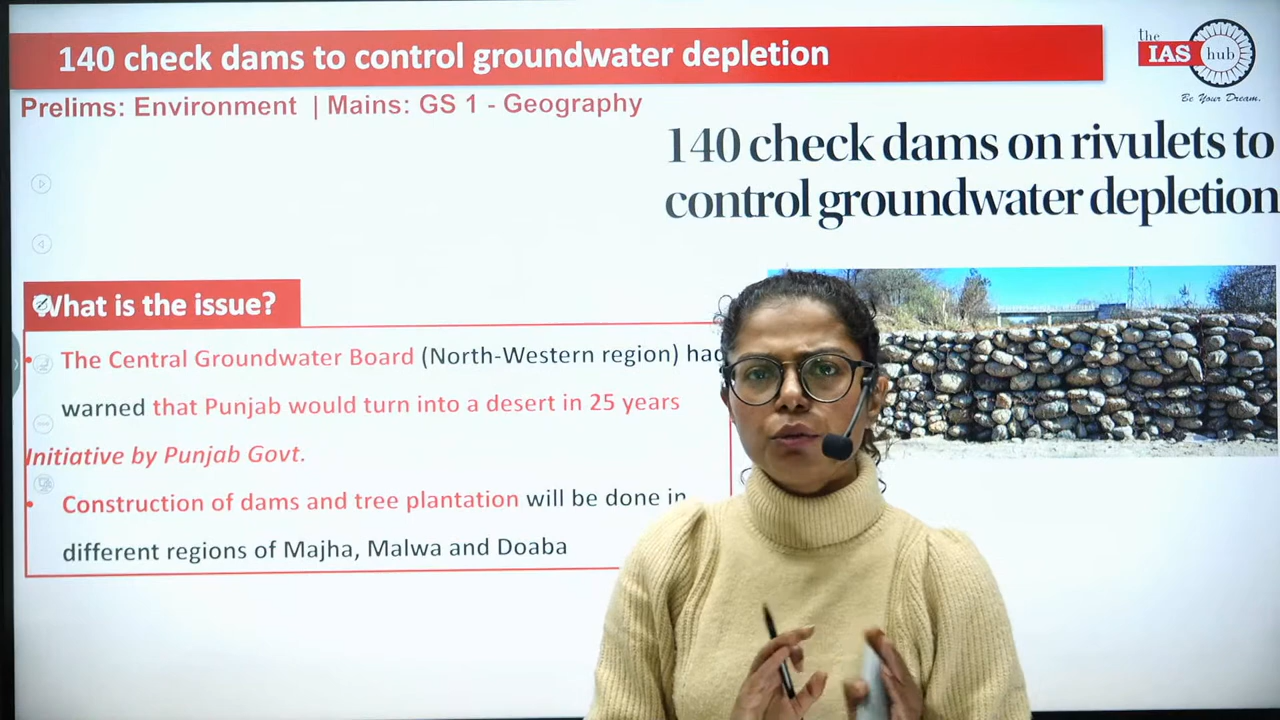 140 check dams to control groundwater depletion
the
IAS hub
Be Your Dream.
Prelims: Environment | Mains: GS 1 - Geography
140 check dams on rivulets to
control groundwater depletion
What is the issue?
• The Central Groundwater Board (North-Western region) had
warned that Punjab would turn into a desert in 25 years
Initiative by Punjab Govt.
• Construction of dams and tree plantation will be done in
different regions of Majha, Malwa and Doaba